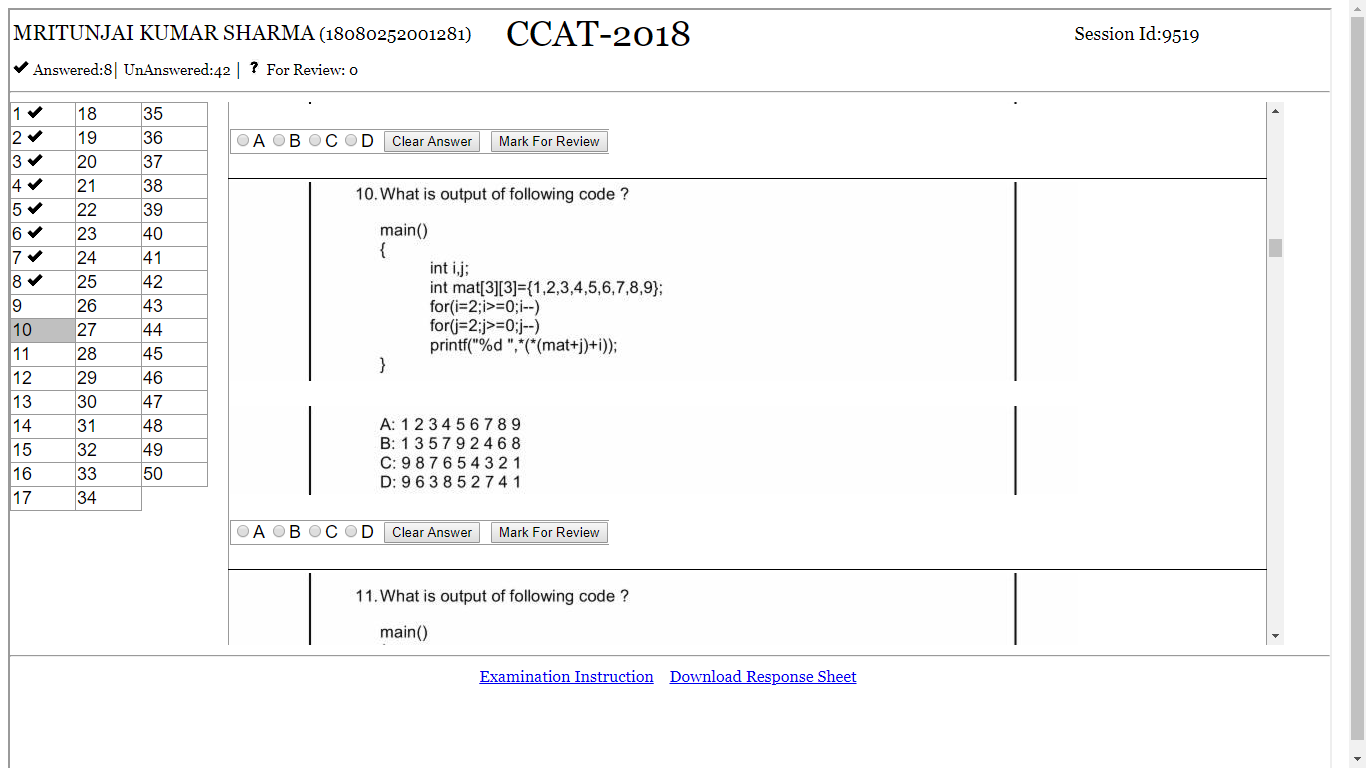 MRITUNJAI KUMAR SHARMA (18080252001281) CCAT-2018 Session Id:9519
✔ Answered:8| UnAnswered:42 | ? For Review: 0
1 ✔ 18 35
2 ✔ 19 36
3 ✔ 20 37
4 ✔ 21 38
5 ✔ 22 39
6 ✔ 23 40
7 ✔ 24 41
8 ✔ 25 42
9 26 43
10 27 44
11 28 45
12 29 46
13 30 47
14 31 48
15 32 49
16 33 50
17 34
A B C D Clear Answer Mark For Review
10. What is output of following code ?
main()
{
int i,j;
int mat[3][3]={1,2,3,4,5,6,7,8,9};
for(i=2;i>=0;i--)
for(j=2;j>=0;j--)
printf("%d ",*(*(mat+j)+i));
}
A: 1 2 3 4 5 6 7 8 9
B: 1 3 5 7 9 2 4 6 8
C: 9 8 7 6 5 4 3 2 1
D: 9 6 3 8 5 2 7 4 1
A B C D Clear Answer Mark For Review
11. What is output of following code ?
main()
Examination Instruction Download Response Sheet